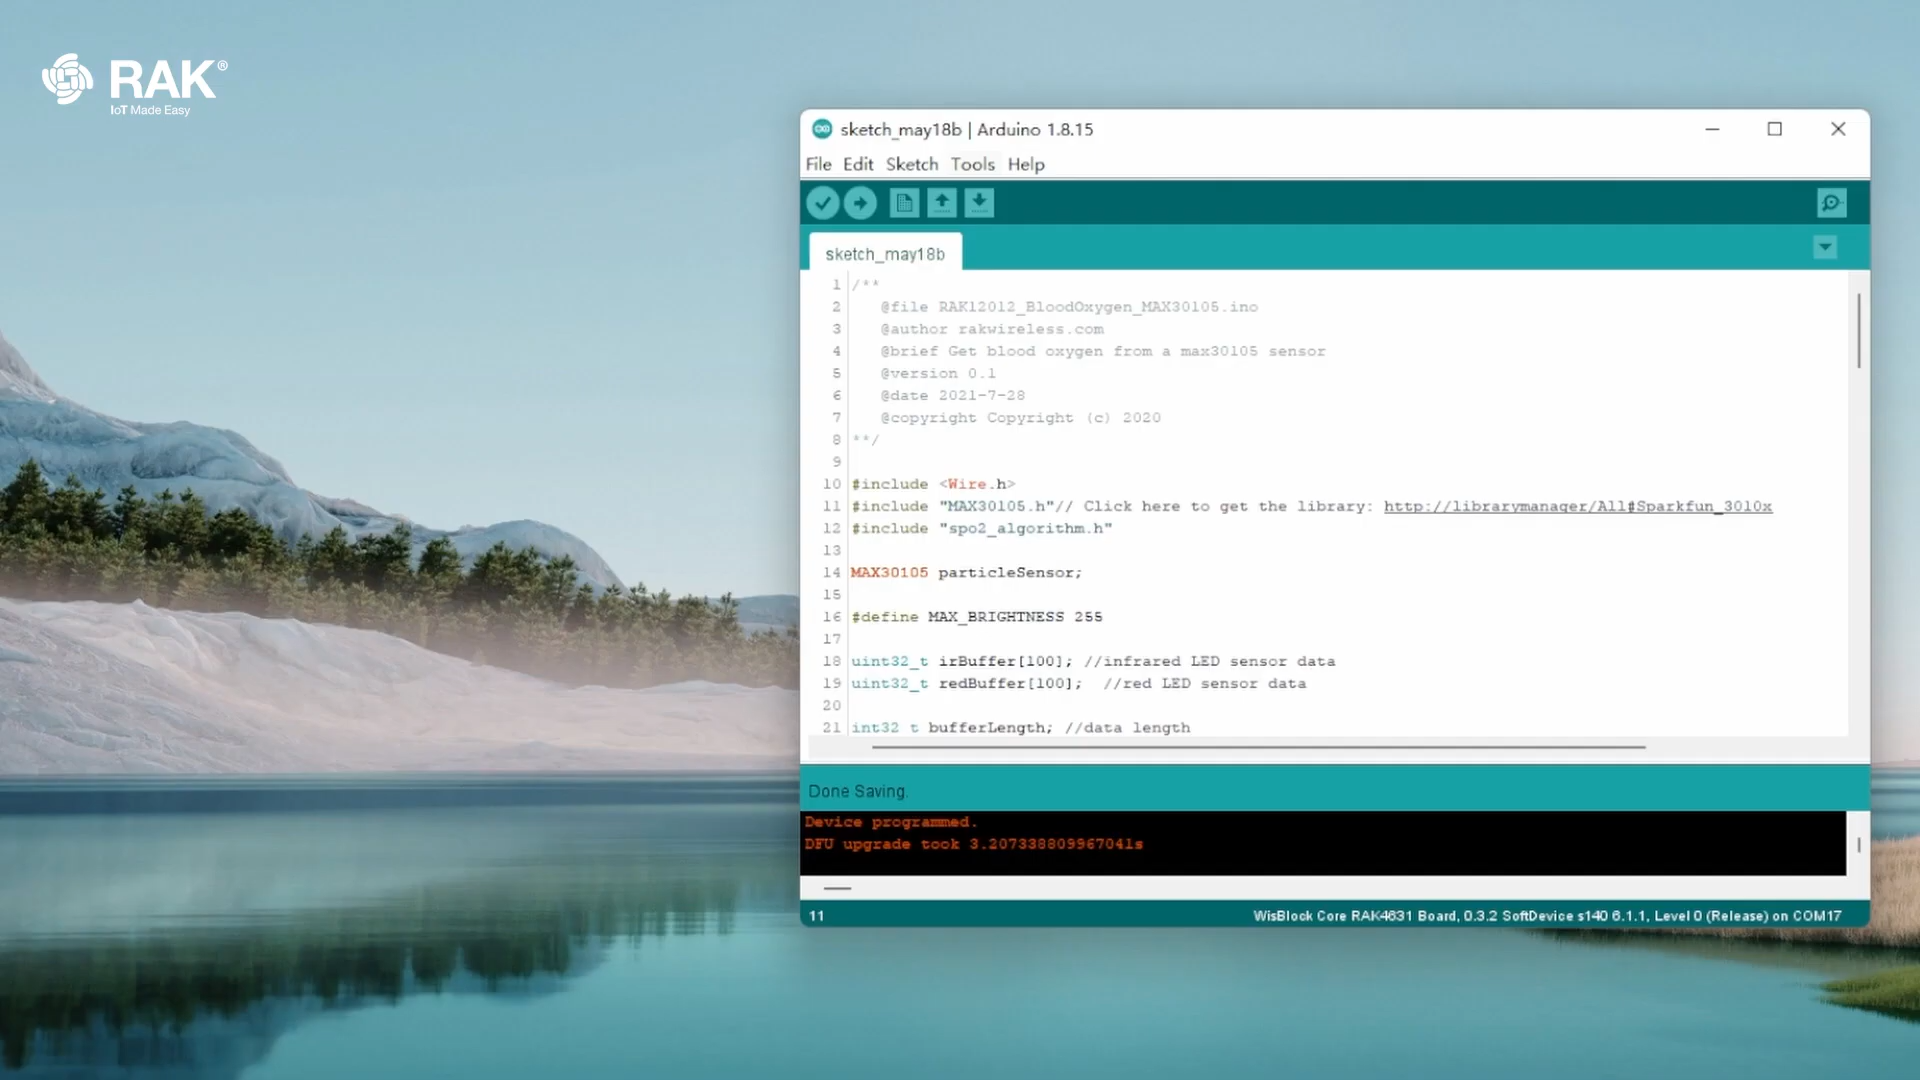 RAK®
IoT Made Easy
sketch_may18b | Arduino 1.8.15
File Edit Sketch Tools Help
sketch_may18b
1 /**
2 @file RAK12012_BloodOxygen_MAX30105.ino
3 @author rakwireless.com
4 @brief Get blood oxygen from a max30105 sensor
5 @version 0.1
6 @date 2021-7-28
7 @copyright Copyright (c) 2020
8 **/
9
10 #include <Wire.h>
11 #include "MAX30105.h"// Click here to get the library: http://librarymanager/All#Sparkfun_3010x
12 #include "spo2_algorithm.h"
13
14 MAX30105 particleSensor;
15
16 #define MAX_BRIGHTNESS 255
17
18 uint32_t irBuffer[100]; //infrared LED sensor data
19 uint32_t redBuffer[100];  //red LED sensor data
20
21 int32_t bufferLength; //data length
Done Saving.
Device programmed.
DFU upgrade took 3.207338809967041s
11
WisBlock Core RAK4631 Board, 0.3.2 SoftDevice s140 6.1.1, Level 0 (Release) on COM17